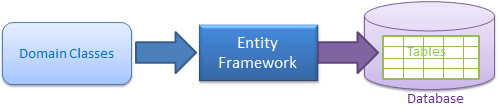 Domain Classes
Entity
Framework
Tables
Database